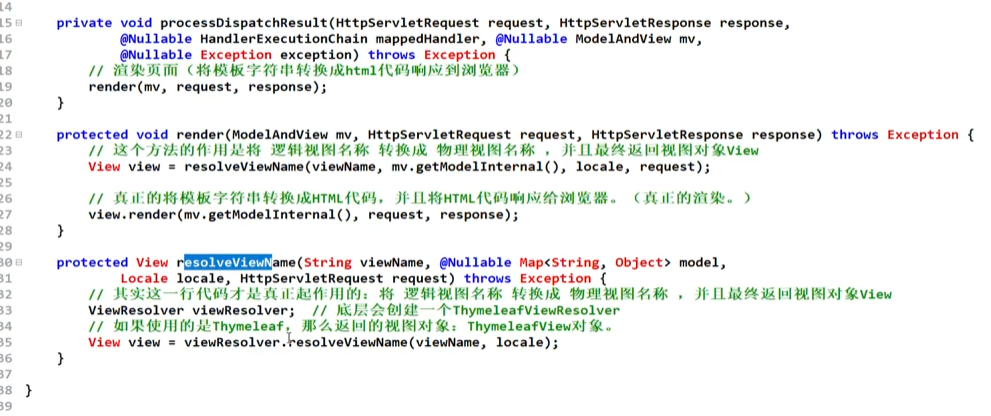 14
15 private void processDispatchResult(HttpServletRequest request, HttpServletResponse response,
16 @Nullable HandlerExecutionChain mappedHandler, @Nullable ModelAndView mv,
17 @Nullable Exception exception) throws Exception {
18 // 渲染页面（将模板字符串转换成html代码响应到浏览器）
19 render(mv, request, response);
20 }
21
22 protected void render(ModelAndView mv, HttpServletRequest request, HttpServletResponse response) throws Exception {
23 // 这个方法的作用是将 逻辑视图名称 转换成 物理视图名称 ，并且最终返回视图对象View
24 View view = resolveViewName(viewName, mv.getModelInternal(), locale, request);
25
26 // 真正的将模板字符串转换成HTML代码，并且将HTML代码响应给浏览器。（真正的渲染。）
27 view.render(mv.getModelInternal(), request, response);
28 }
29
30 protected View resolveViewName(String viewName, @Nullable Map<String, Object> model,
31 Locale locale, HttpServletRequest request) throws Exception {
32 // 其实这一行代码才是真正起作用的：将 逻辑视图名称 转换成 物理视图名称 ，并且最终返回视图对象View
33 ViewResolver viewResolver; // 底层会创建一个ThymeleafViewResolver
34 // 如果使用的是Thymeleaf，那么返回的视图对象：ThymeleafView对象。
35 View view = viewResolver.resolveViewName(viewName, locale);
36 }
37
38 }
39